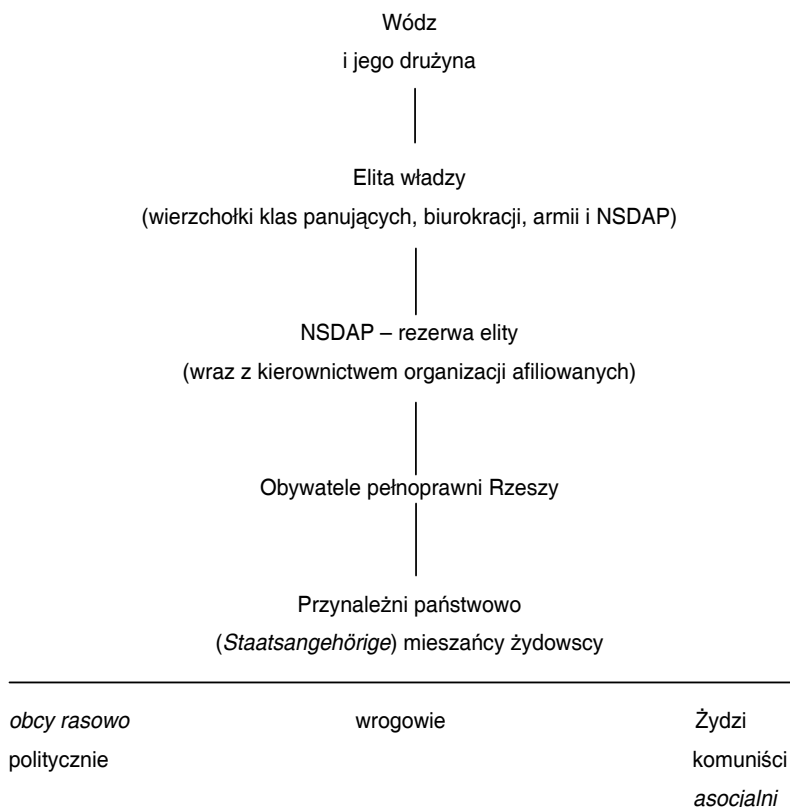 Wódz
i jego drużyna
Elita władzy
(wierzchołki klas panujących, biurokracji, armii i NSDAP)
NSDAP – rezerwa elity
(wraz z kierownictwem organizacji afiliowanych)
Obywatele pełnoprawni Rzeszy
Przynależni państwowo
(Staatsangehörige) mieszańcy żydowscy
obcy rasowo wrogowie Żydzi
politycznie komuniści
asocjalni